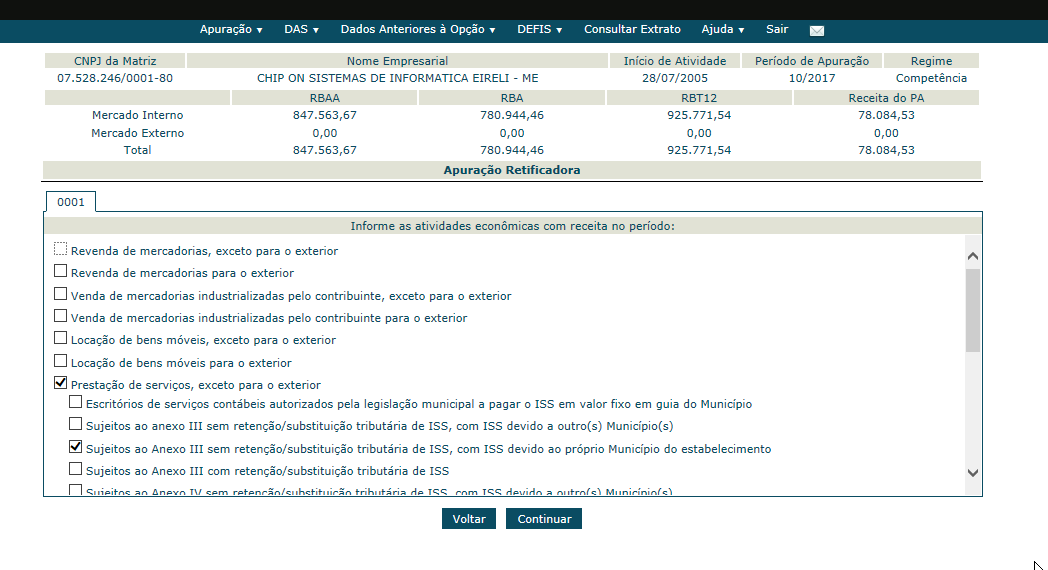 Apuração ▾ DAS ▾ Dados Anteriores à Opção ▾ DEFIS ▾ Consultar Extrato Ajuda ▾ Sair
CNPJ da Matriz Nome Empresarial Início de Atividade Período de Apuração Regime
07.528.246/0001-80 CHIP ON SISTEMAS DE INFORMATICA EIRELI - ME 28/07/2005 10/2017 Competência
RBAA RBA RBT12 Receita do PA
Mercado Interno 847.563,67 780.944,46 925.771,54 78.084,53
Mercado Externo 0,00 0,00 0,00 0,00
Total 847.563,67 780.944,46 925.771,54 78.084,53
Apuração Retificadora
0001
Informe as atividades econômicas com receita no período:
Revenda de mercadorias, exceto para o exterior
Revenda de mercadorias para o exterior
Venda de mercadorias industrializadas pelo contribuinte, exceto para o exterior
Venda de mercadorias industrializadas pelo contribuinte para o exterior
Locação de bens móveis, exceto para o exterior
Locação de bens móveis para o exterior
Prestação de serviços, exceto para o exterior
Escritórios de serviços contábeis autorizados pela legislação municipal a pagar o ISS em valor fixo em guia do Município
Sujeitos ao anexo III sem retenção/substituição tributária de ISS, com ISS devido a outro(s) Município(s)
Sujeitos ao Anexo III sem retenção/substituição tributária de ISS, com ISS devido ao próprio Município do estabelecimento
Sujeitos ao Anexo III com retenção/substituição tributária de ISS
Sujeitos ao Anexo IV sem retenção/substituição tributária de ISS, com ISS devido a outro(s) Município(s)
Voltar Continuar